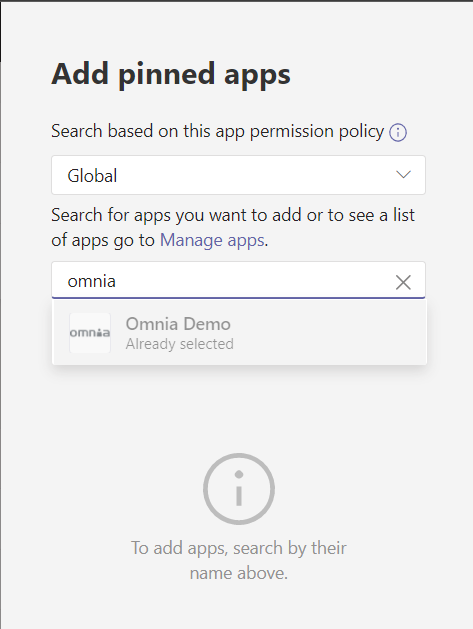 Add pinned apps
Search based on this app permission policy
Global
Search for apps you want to add or to see a list
of apps go to Manage apps.
omnia
omnia
Omnia Demo
Already selected
To add apps, search by their
name above.